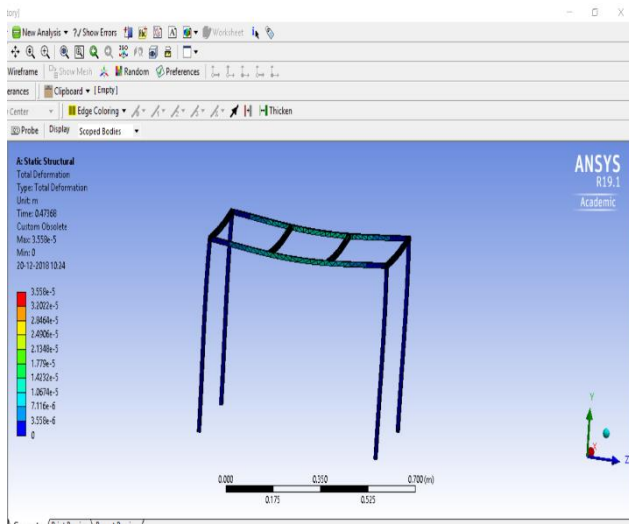 tory]
New Analysis ▾ ?/ Show Errors Worksheet
Wireframe Show Mesh Random Preferences
erances Clipboard ▾ [Empty]
Center Edge Coloring ▾ Thicken
Probe Display Scoped Bodies
A: Static Structural
Total Deformation
Type: Total Deformation
Unit: m
Time: 0.47368
Custom Obsolete
Max: 3.558e-5
Min: 0
20-12-2018 10:24
3.558e-5
3.2022e-5
2.8464e-5
2.4906e-5
2.1348e-5
1.779e-5
1.4232e-5
1.0674e-5
7.116e-6
3.558e-6
0
ANSYS
R19.1
Academic
Y
X
Z
0.000 0.350 0.700 (m)
0.175 0.525